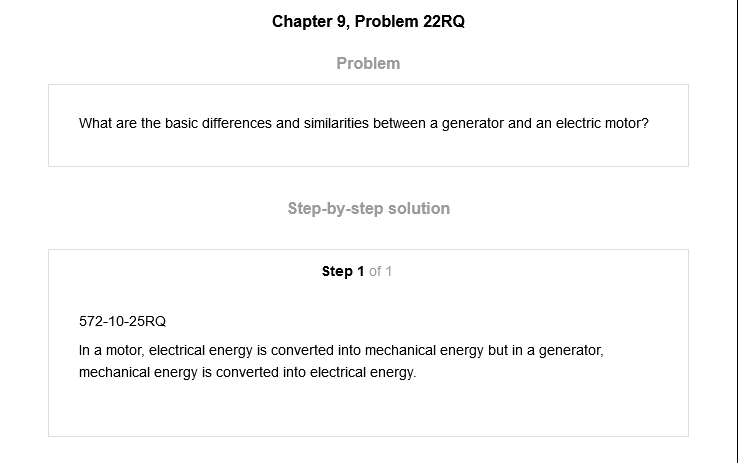 Chapter 9, Problem 22RQ
Problem
What are the basic differences and similarities between a generator and an electric motor?
Step-by-step solution
Step 1 of 1
572-10-25RQ
In a motor, electrical energy is converted into mechanical energy but in a generator,
mechanical energy is converted into electrical energy.